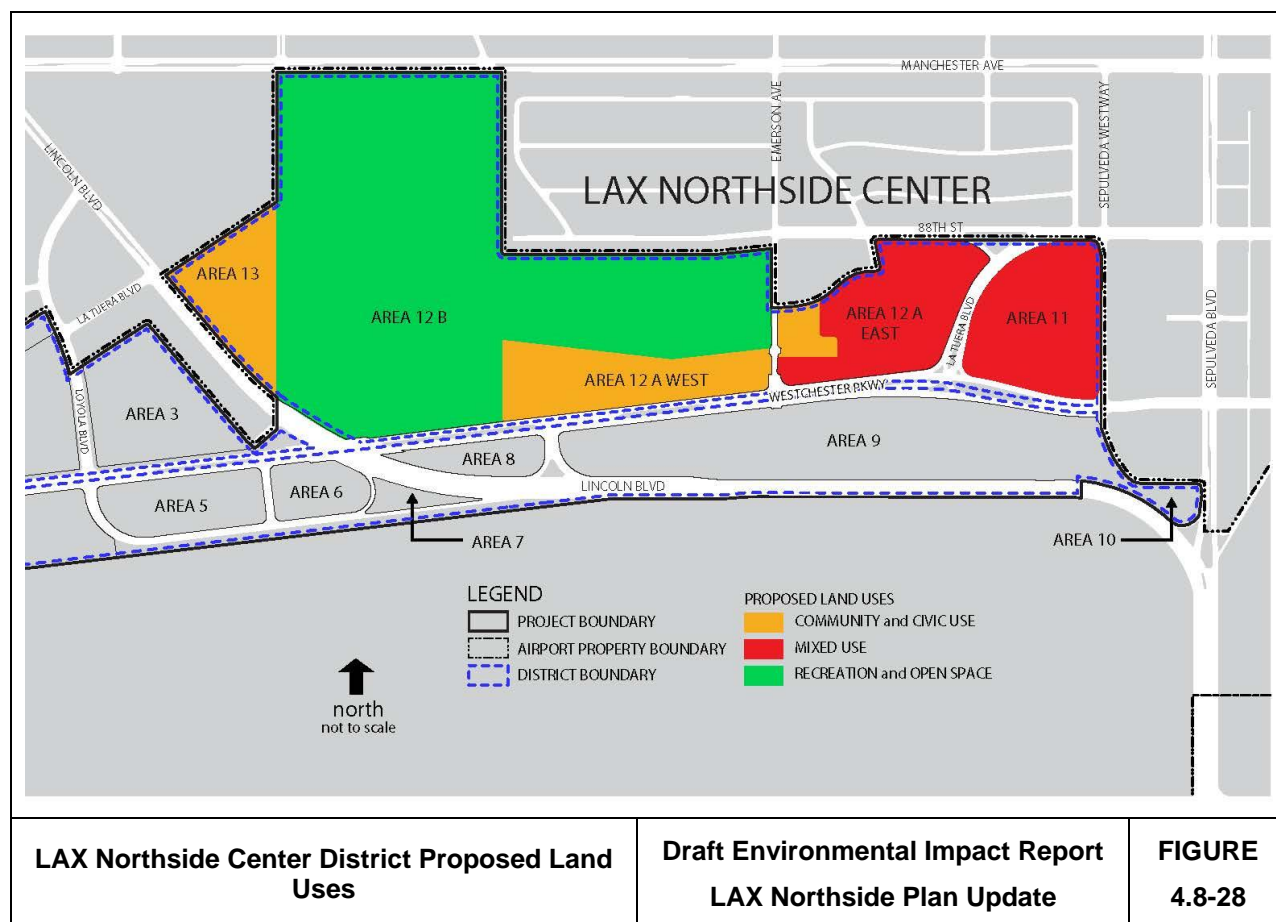 MANCHESTER AVE
EMERSON AVE
SEPULVEDA WESTWAY
LINCOLN BLVD
LAX NORTHSIDE CENTER
88TH ST
AREA 13
LA TIJERA BLVD
AREA 12 B
AREA 12 A
EAST
AREA 11
LA TIJERA BLVD
SEPULVEDA BLVD
AREA 12 A WEST
WESTCHESTER PKWY
LOYOLA BLVD
AREA 3
AREA 9
AREA 8
AREA 6
LINCOLN BLVD
AREA 5
AREA 7
AREA 10
LEGEND
PROJECT BOUNDARY
AIRPORT PROPERTY BOUNDARY
DISTRICT BOUNDARY
PROPOSED LAND USES
COMMUNITY and CIVIC USE
MIXED USE
RECREATION and OPEN SPACE
north
not to scale
LAX Northside Center District Proposed Land
Uses
Draft Environmental Impact Report
LAX Northside Plan Update
FIGURE
4.8-28